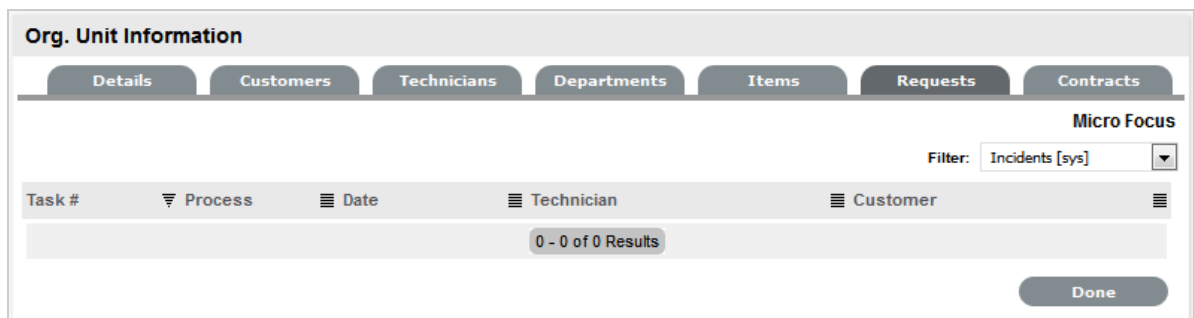 Org. Unit Information
Details Customers Technicians Departments Items Requests Contracts
Micro Focus
Filter: Incidents [sys]
Task # Process Date Technician Customer
0 - 0 of 0 Results
Done